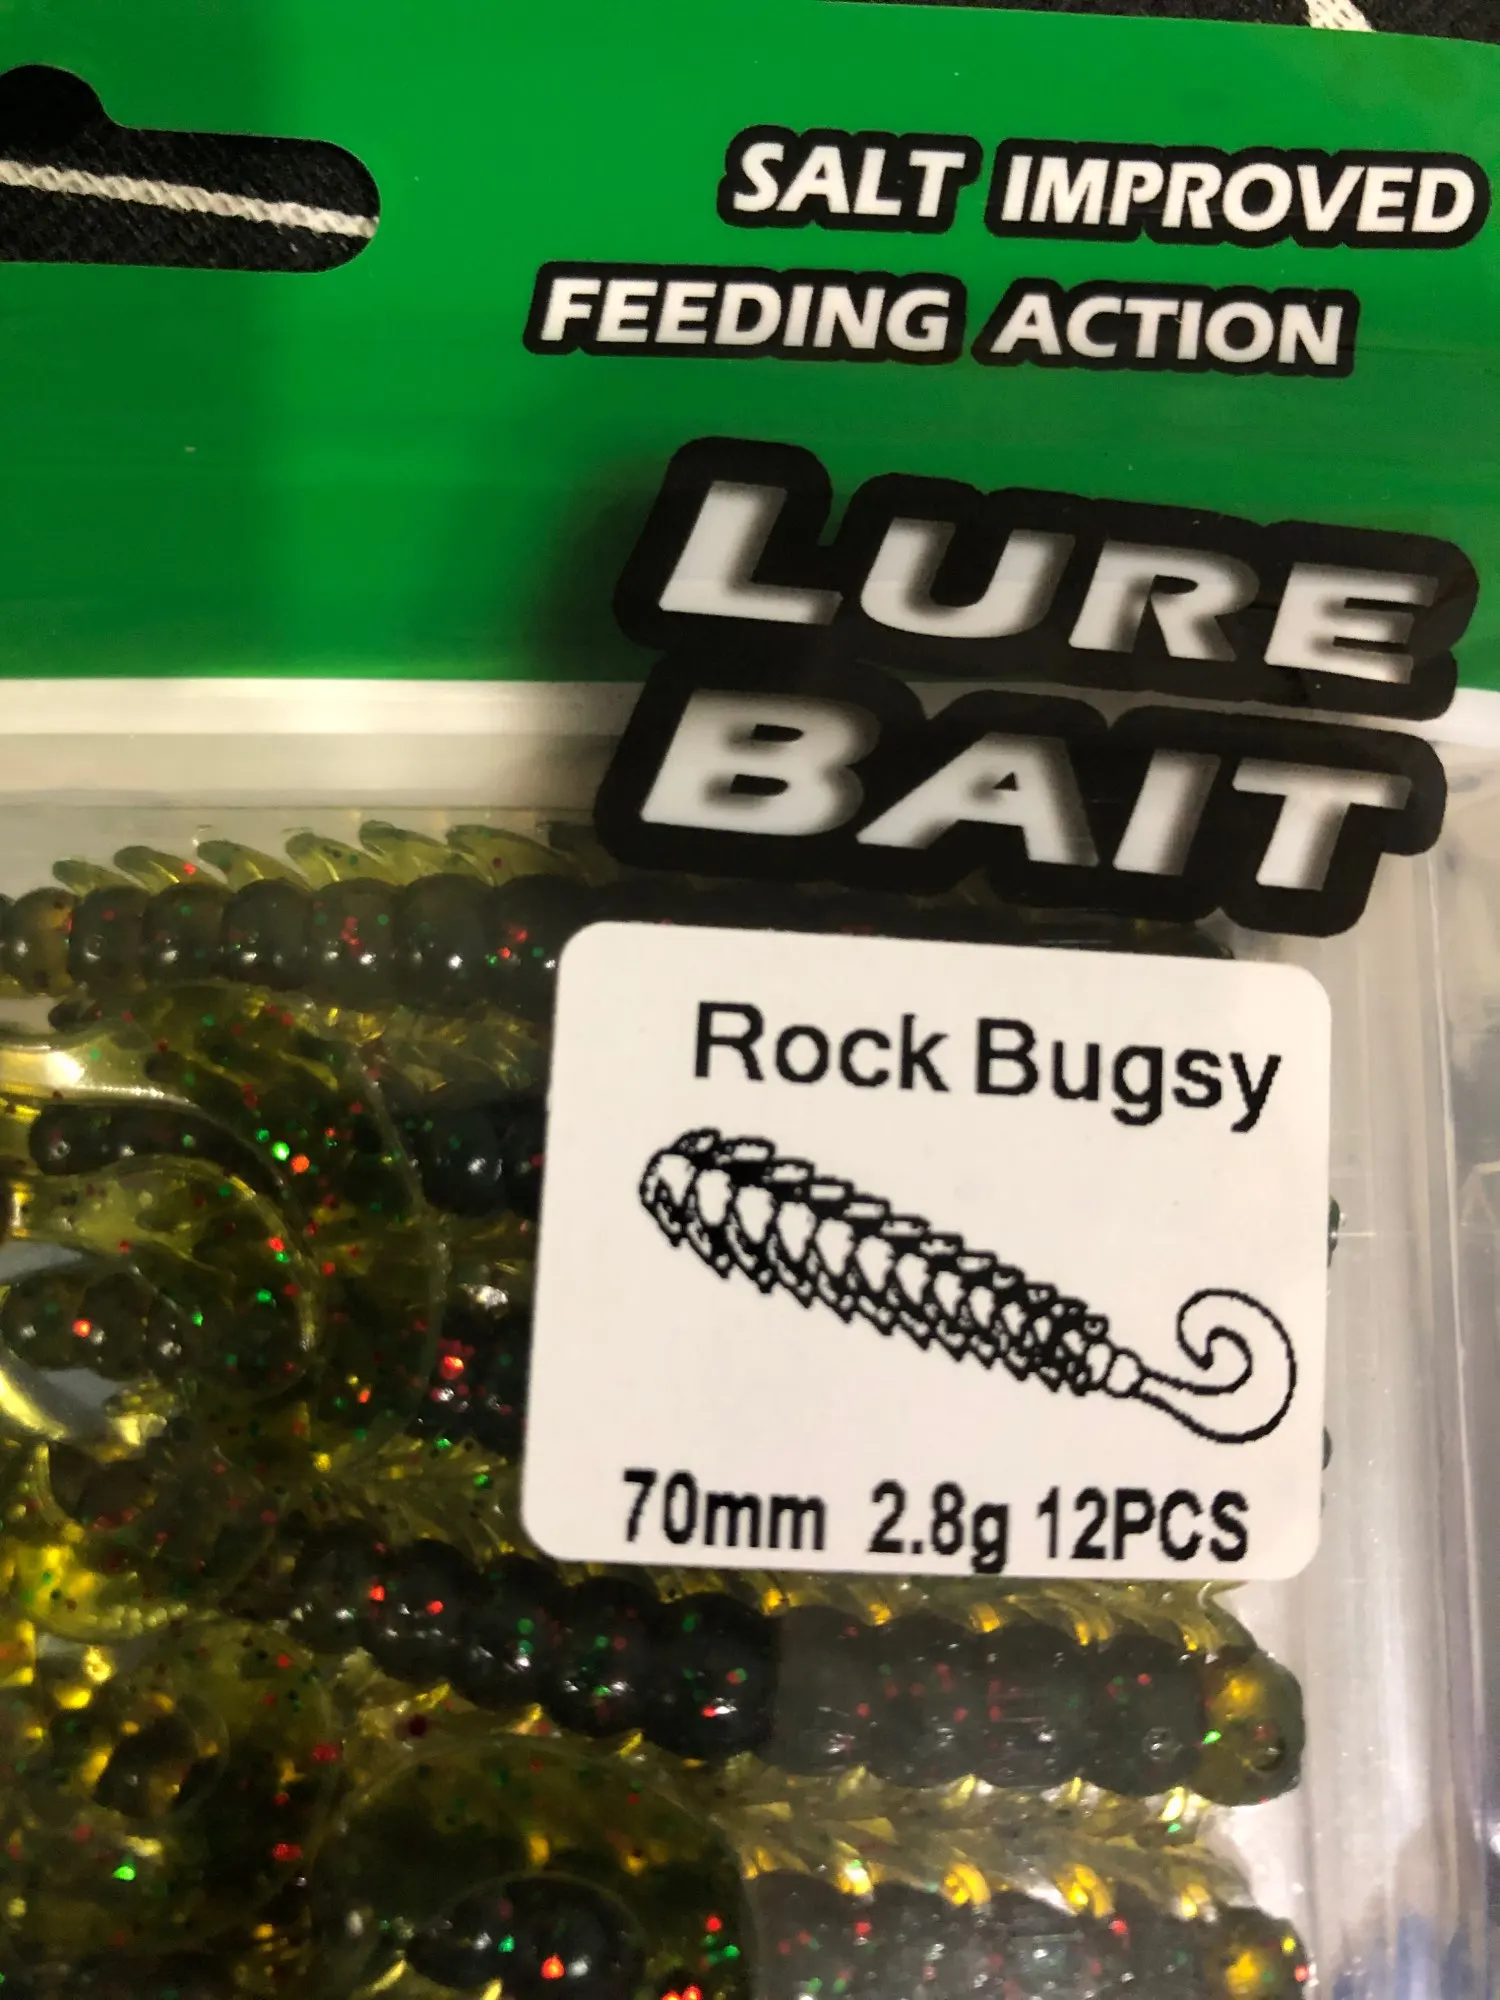 SALT IMPROVED
FEEDING ACTION
LURE
BAIT
Rock Bugsy
70mm 2.8g 12PCS